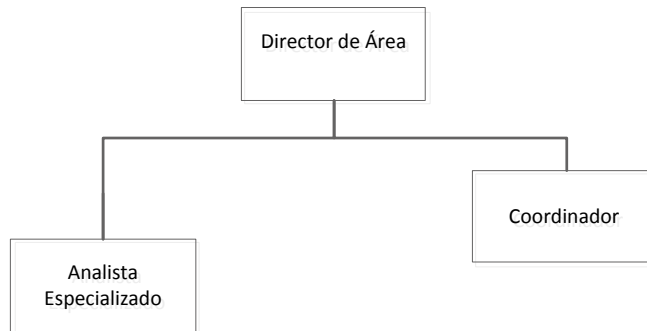 Director de Área
Coordinador
Analista
Especializado